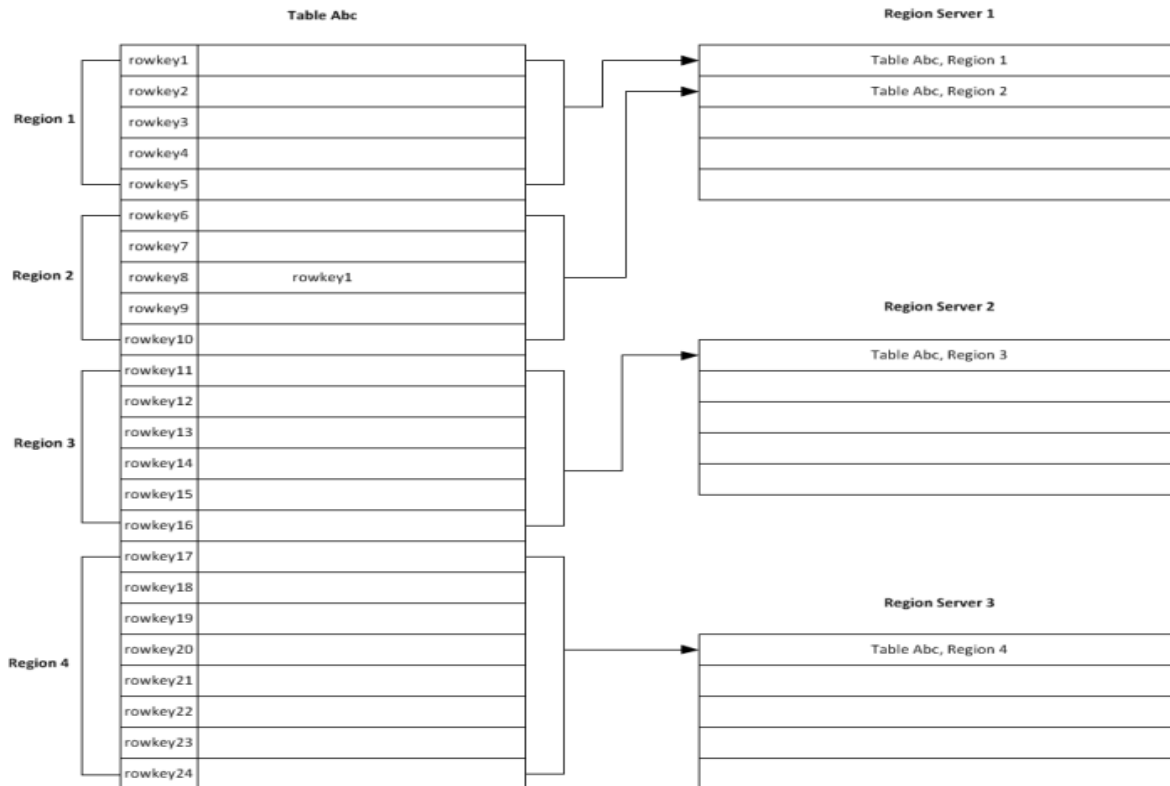 Table Abc
Region 1
Region 2
Region 3
Region 4
rowkey1
rowkey2
rowkey3
rowkey4
rowkey5
rowkey6
rowkey7
rowkey8 rowkey1
rowkey9
rowkey10
rowkey11
rowkey12
rowkey13
rowkey14
rowkey15
rowkey16
rowkey17
rowkey18
rowkey19
rowkey20
rowkey21
rowkey22
rowkey23
rowkey24
Region Server 1
Table Abc, Region 1
Table Abc, Region 2
Region Server 2
Table Abc, Region 3
Region Server 3
Table Abc, Region 4